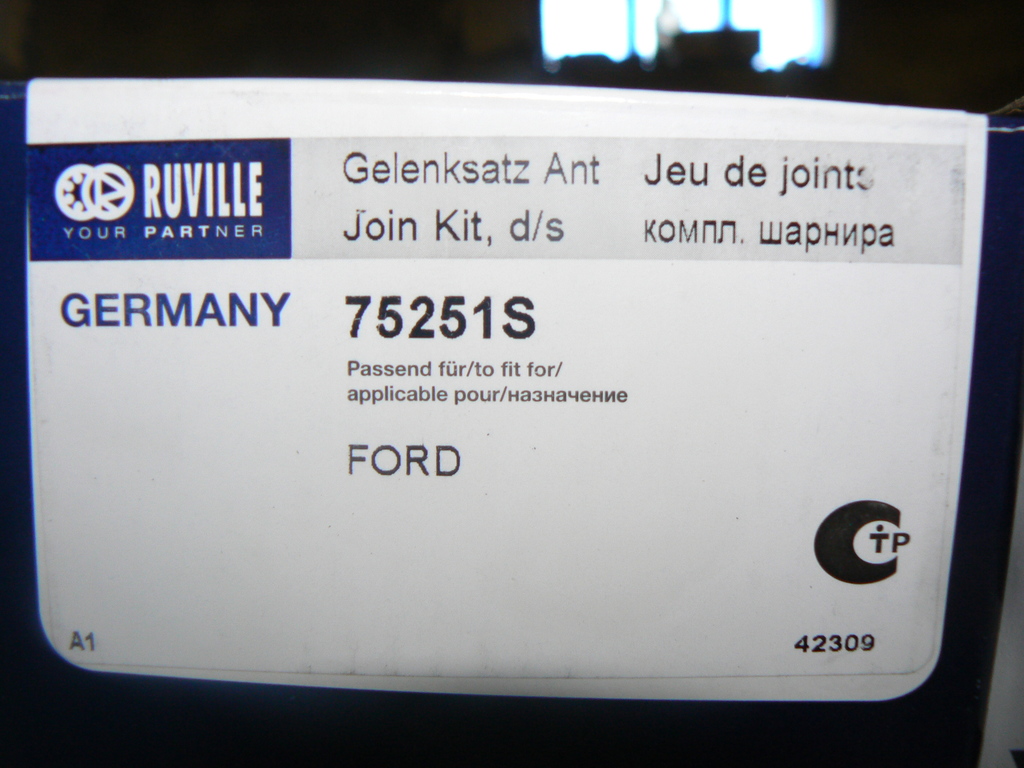 RUVILLE
YOUR PARTNER
Gelenksatz Ant
Jeu de joints
Join Kit, d/s
компл. шарнира
GERMANY
75251S
Passend für/to fit for/
applicable pour/назначение
FORD
СТР
A1
42309